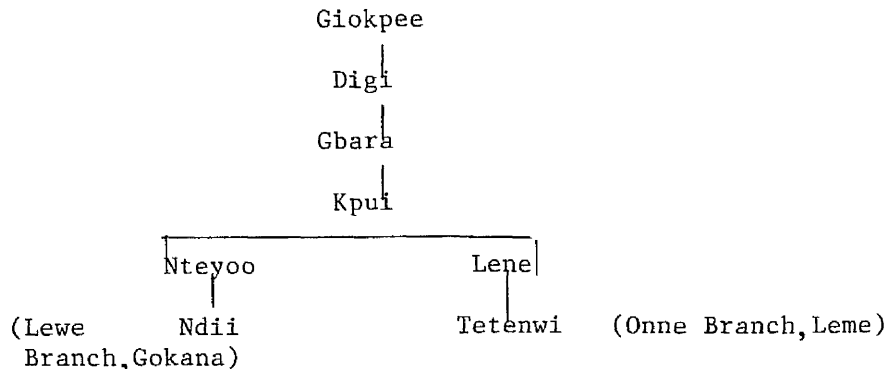 Giokpee
Digi
Gbara
Kpui
Nteyoo Lene
(Lewe Ndii Tetenwi (Onne Branch,Leme)
Branch,Gokana)